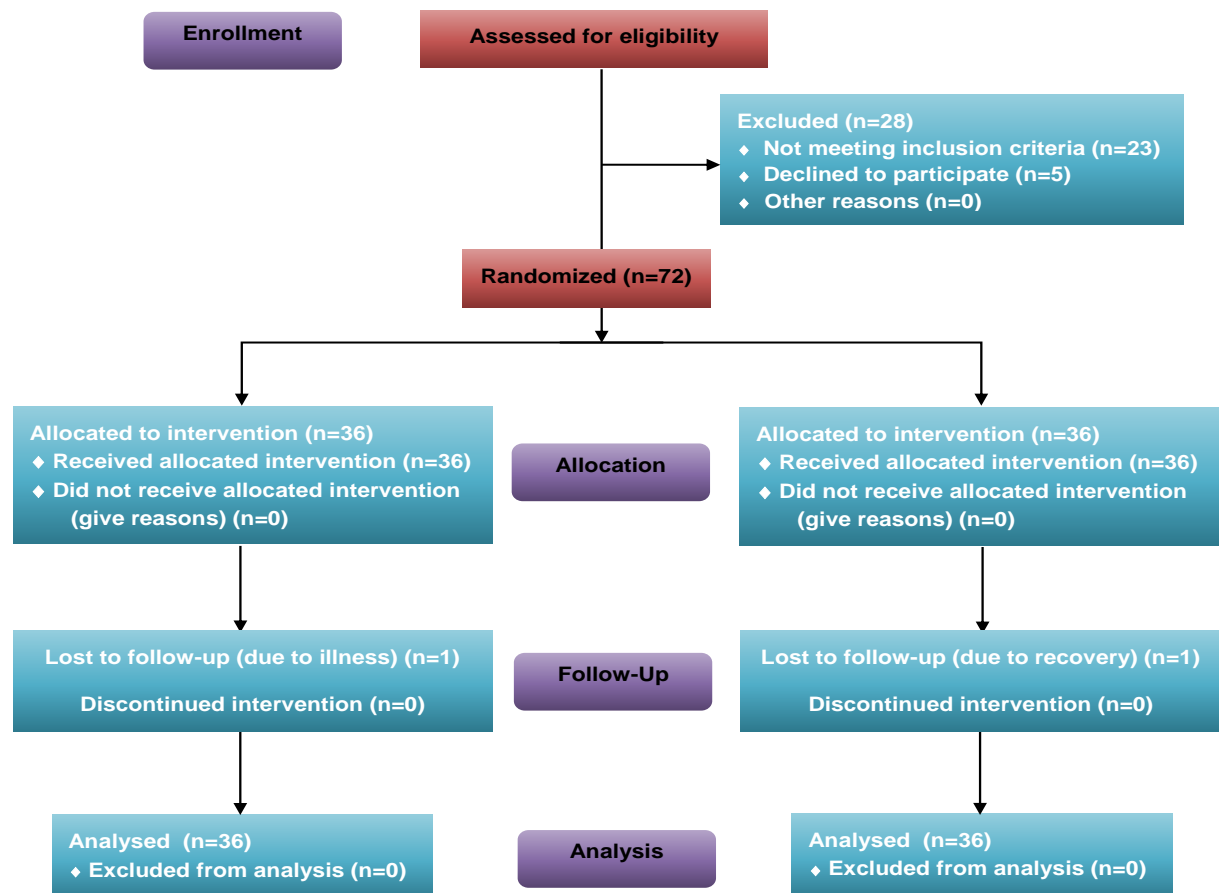 Enrollment
Assessed for eligibility
Excluded (n=28)
⬥ Not meeting inclusion criteria (n=23)
⬥ Declined to participate (n=5)
⬥ Other reasons (n=0)
Randomized (n=72)
Allocated to intervention (n=36)
⬥ Received allocated intervention (n=36)
⬥ Did not receive allocated intervention
(give reasons) (n=0)
Allocation
Allocated to intervention (n=36)
⬥ Received allocated intervention (n=36)
⬥ Did not receive allocated intervention
(give reasons) (n=0)
Lost to follow-up (due to illness) (n=1)
Discontinued intervention (n=0)
Follow-Up
Lost to follow-up (due to recovery) (n=1)
Discontinued intervention (n=0)
Analysed (n=36)
⬥ Excluded from analysis (n=0)
Analysis
Analysed (n=36)
⬥ Excluded from analysis (n=0)